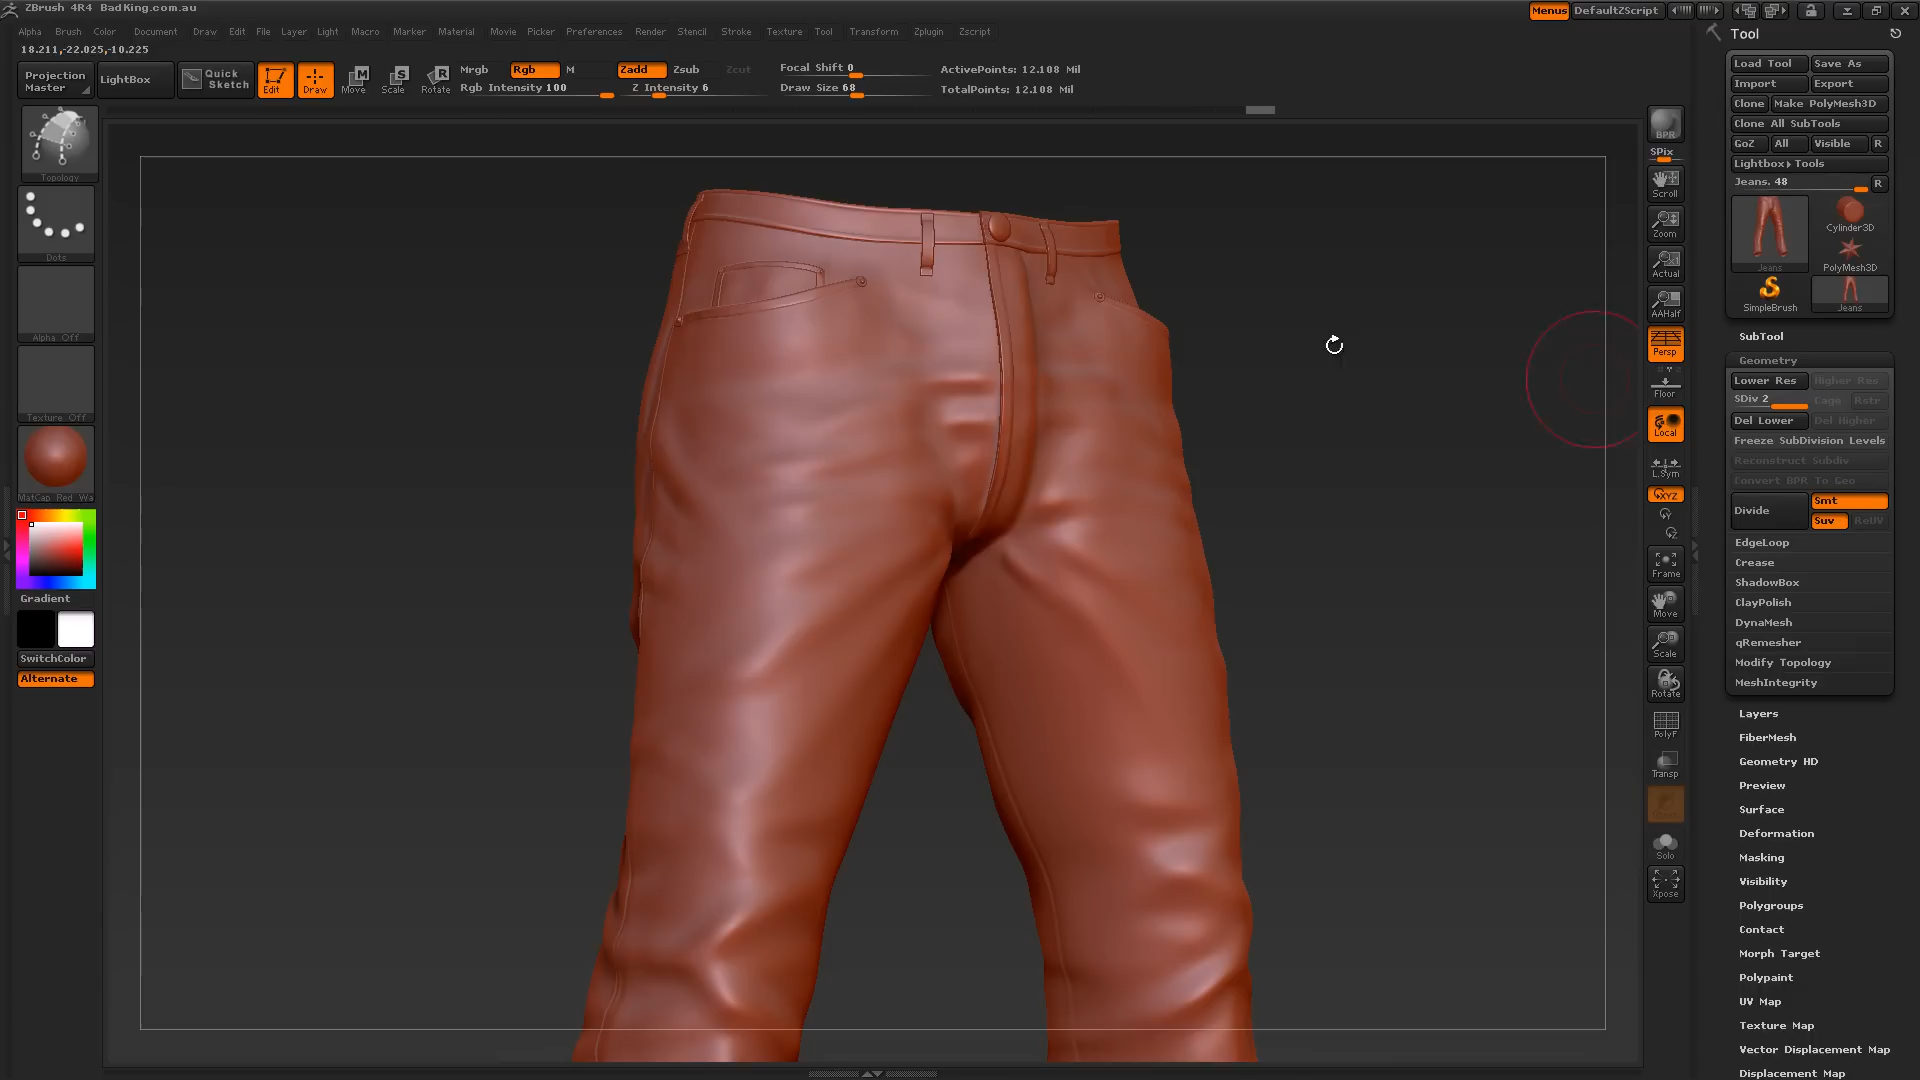 ZBrush 4R4 BadKing.com.au
Menus DefaultZScript
Alpha Brush Color Document Draw Edit File Layer Light Macro Marker Material Movie Picker Preferences Render Stencil Stroke Texture Tool Transform Zplugin Zscript
18.211,-22.025,-10.225
Projection Master
LightBox
Quick Sketch
Edit
Draw
Move
Scale
Rotate
Mrgb Rgb M
Rgb Intensity 100
Zadd Zsub Zcut
Z Intensity 6
Focal Shift 0
Draw Size 68
ActivePoints: 12.108 Mil
TotalPoints: 12.108 Mil
Topology
Dots
Alpha Off
Texture Off
MatCap Red Wa
Gradient
SwitchColor
Alternate
BPR
SPix
Scroll
Zoom
Actual
AAHalf
Persp
Floor
Local
L.Sym
XYZ
Y
Z
Frame
Move
Scale
Rotate
PolyF
Transp
Solo
Xpose
Tool
Load Tool Save As
Import Export
Clone Make PolyMesh3D
Clone All SubTools
GoZ All Visible R
Lightbox▸Tools
Jeans. 48 R
Jeans
Cylinder3D
PolyMesh3D
SimpleBrush
Jeans
SubTool
Geometry
Lower Res Higher Res
SDiv 2 Cage Rstr
Del Lower Del Higher
Freeze SubDivision Levels
Reconstruct Subdiv
Convert BPR To Geo
Divide Smt
Suv ReUV
EdgeLoop
Crease
ShadowBox
ClayPolish
DynaMesh
qRemesher
Modify Topology
MeshIntegrity
Layers
FiberMesh
Geometry HD
Preview
Surface
Deformation
Masking
Visibility
Polygroups
Contact
Morph Target
Polypaint
UV Map
Texture Map
Vector Displacement Map
Displacement Map